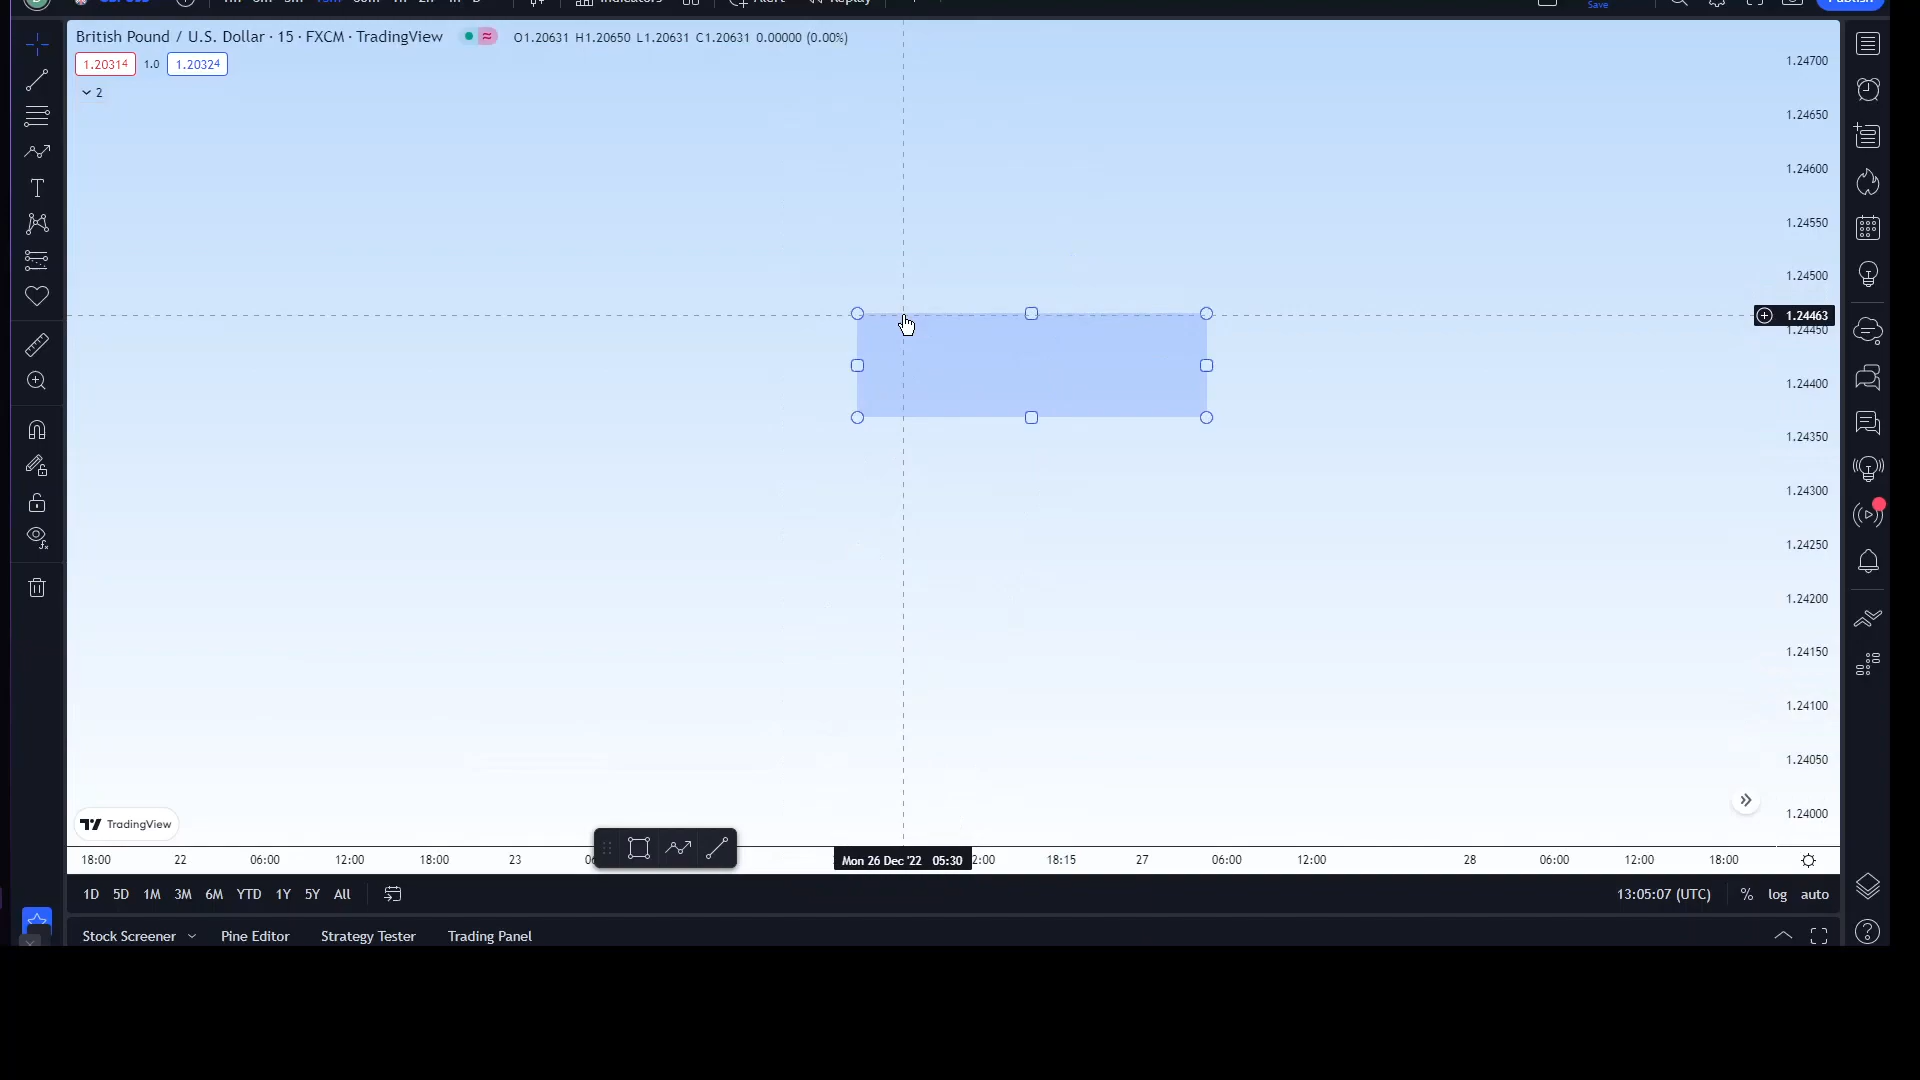 British Pound / U.S. Dollar · 15 · FXCM · TradingView
O1.20631 H1.20650 L1.20631 C1.20631 0.00000 (0.00%)
1.20314 1.0 1.20324
2
1.24700
1.24650
1.24600
1.24550
1.24500
1.24463
1.24450
1.24400
1.24350
1.24300
1.24250
1.24200
1.24150
1.24100
1.24050
1.24000
TradingView
18:00 22 06:00 12:00 18:00 23 Mon 26 Dec '22 05:30 2:00 18:15 27 06:00 12:00 28 06:00 12:00 18:00
1D 5D 1M 3M 6M YTD 1Y 5Y All 13:05:07 (UTC) % log auto
Stock Screener Pine Editor Strategy Tester Trading Panel
Save